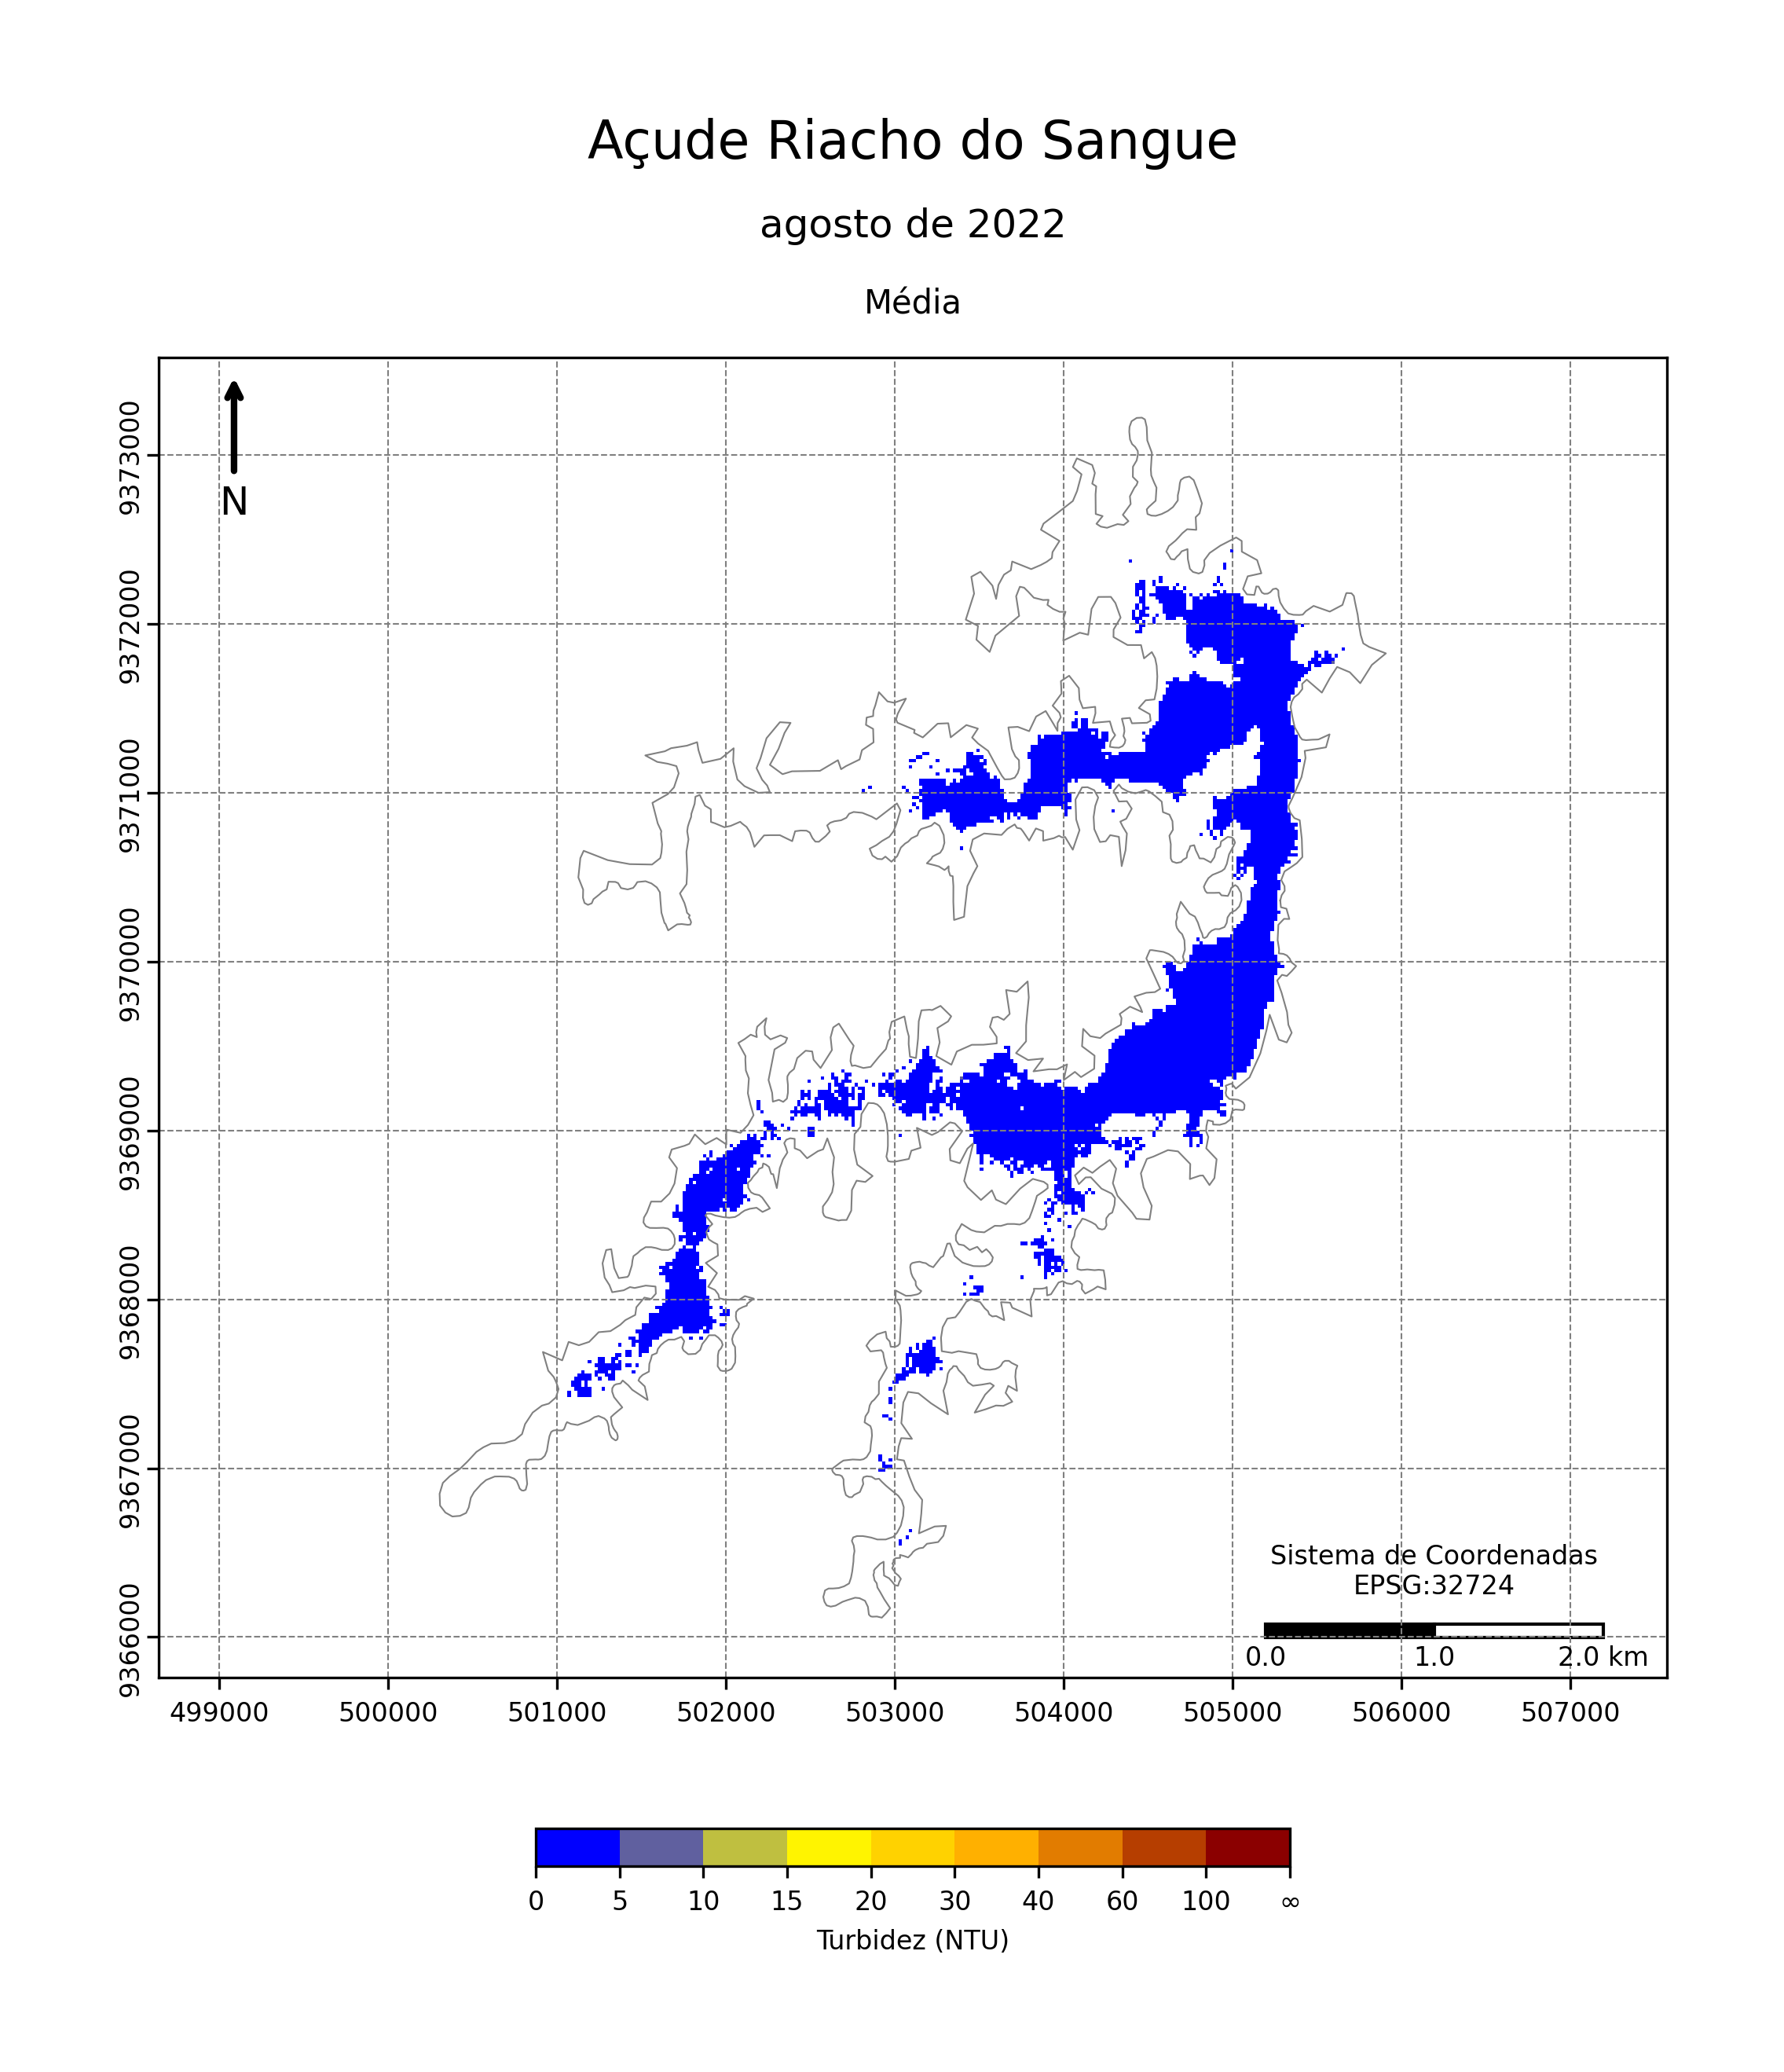 Açude Riacho do Sangue
agosto de 2022
Média
N
9373000
9372000
9371000
9370000
9369000
9368000
9367000
9366000
Sistema de Coordenadas
EPSG:32724
0.0 1.0 2.0 km
499000 500000 501000 502000 503000 504000 505000 506000 507000
0 5 10 15 20 30 40 60 100 ∞
Turbidez (NTU)